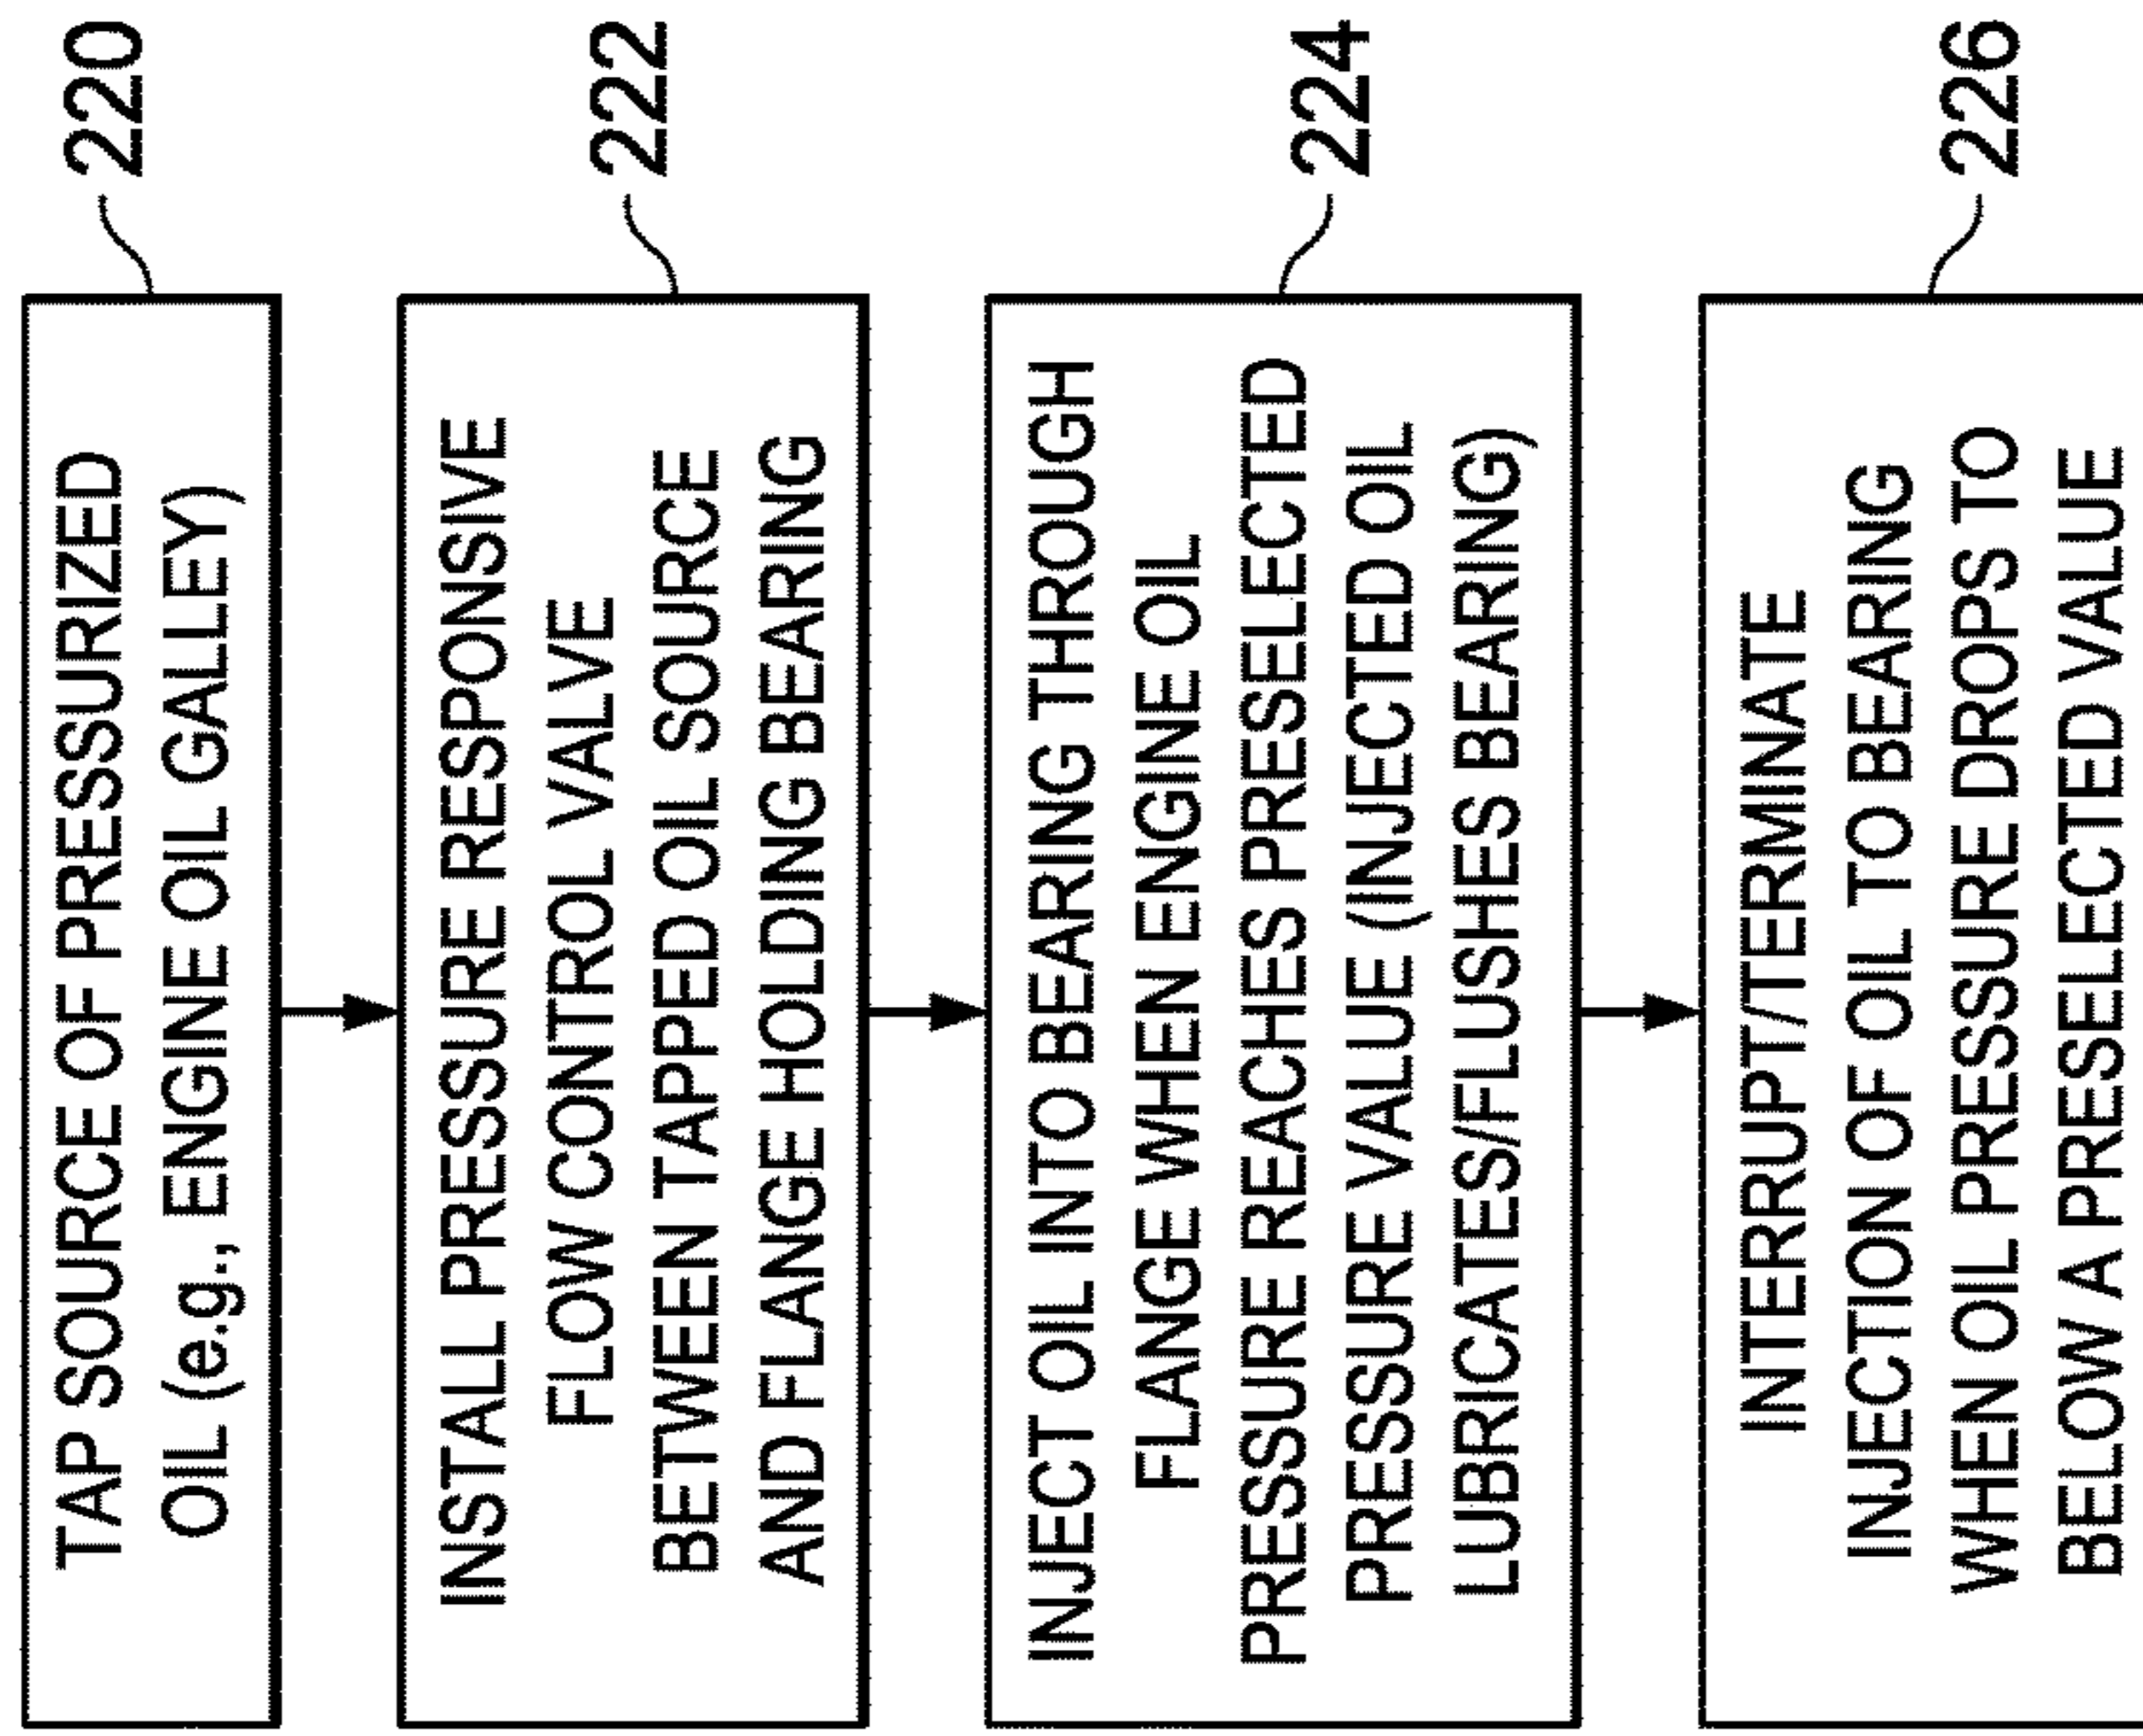 TAP SOURCE OF PRESSURIZED
OIL (e.g., ENGINE OIL GALLEY)
220
INSTALL PRESSURE RESPONSIVE
FLOW CONTROL VALVE
BETWEEN TAPPED OIL SOURCE
AND FLANGE HOLDING BEARING
222
INJECT OIL INTO BEARING THROUGH
FLANGE WHEN ENGINE OIL
PRESSURE REACHES PRESELECTED
PRESSURE VALUE (INJECTED OIL
LUBRICATES/FLUSHES BEARING)
224
INTERRUPT/TERMINATE
INJECTION OF OIL TO BEARING
WHEN OIL PRESSURE DROPS TO
BELOW A PRESELECTED VALUE
226